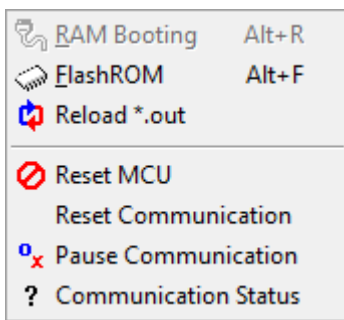 RAM Booting Alt+R
FlashROM Alt+F
Reload *.out
Reset MCU
Reset Communication
Pause Communication
? Communication Status